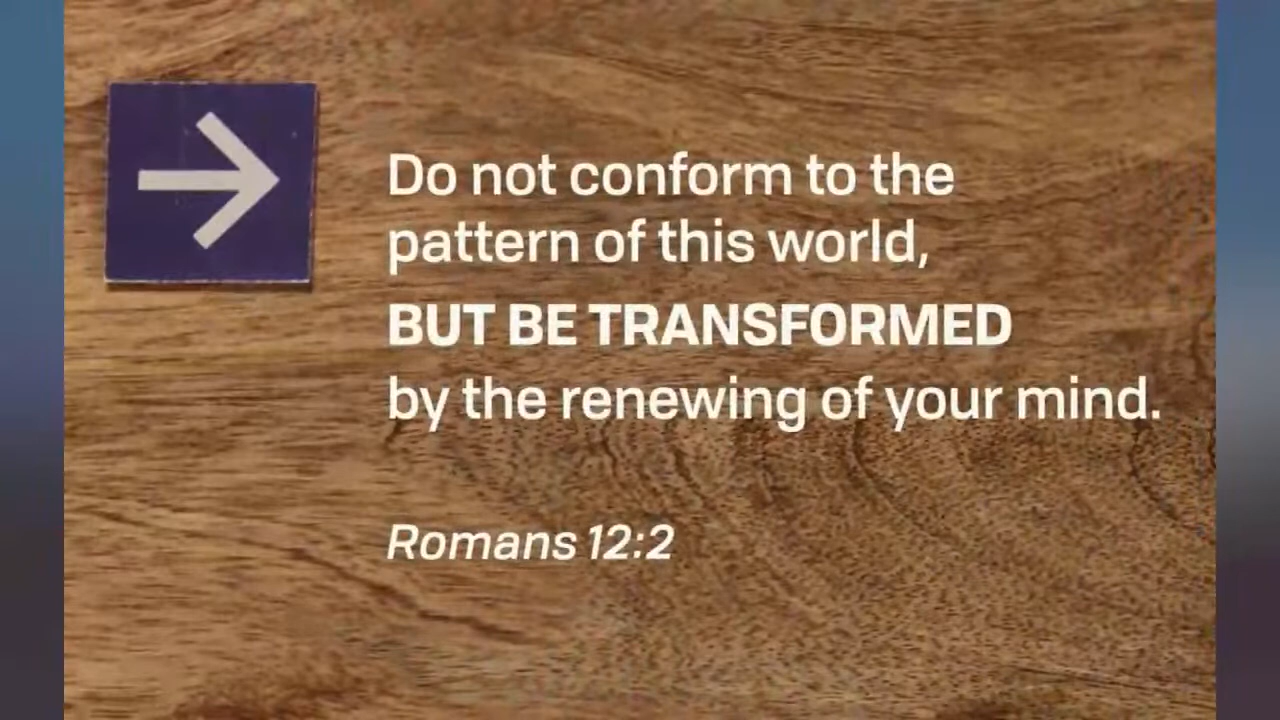 Do not conform to the
pattern of this world,
BUT BE TRANSFORMED
by the renewing of your mind.
Romans 12:2